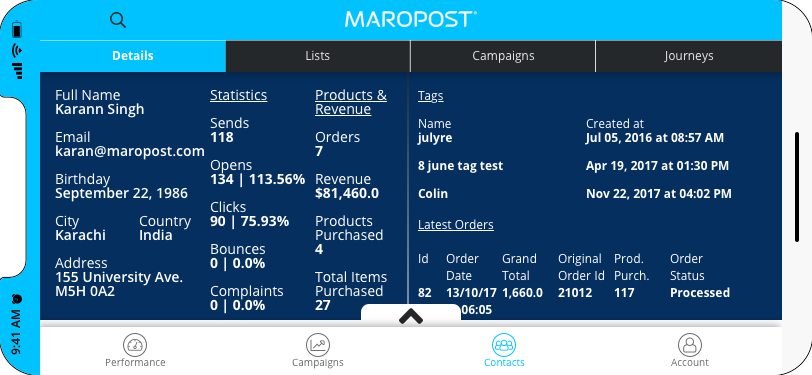 MAROPOST
Details
Lists
Campaigns
Journeys
Full Name
Karann Singh
Email
karan@maropost.com
Birthday
September 22, 1986
City
Country
Karachi
India
Address
155 University Ave.
M5H 0A2
Statistics
Sends
118
Opens
134 | 113.56%
Clicks
90 | 75.93%
Bounces
0 | 0.0%
Complaints
0 | 0.0%
Products &
Revenue
Orders
7
Revenue
$81,460.0
Products
Purchased
4
Total Items
Purchased
27
Tags
Name
Created at
julyre
Jul 05, 2016 at 08:57 AM
8 june tag test
Apr 19, 2017 at 01:30 PM
Colin
Nov 22, 2017 at 04:02 PM
Latest Orders
Id Order Grand Original Prod. Order
Date Total Order Id Purch. Status
82 13/10/17 1,660.0 21012 117 Processed
06:05
Performance
Campaigns
Contacts
Account
9:41 AM